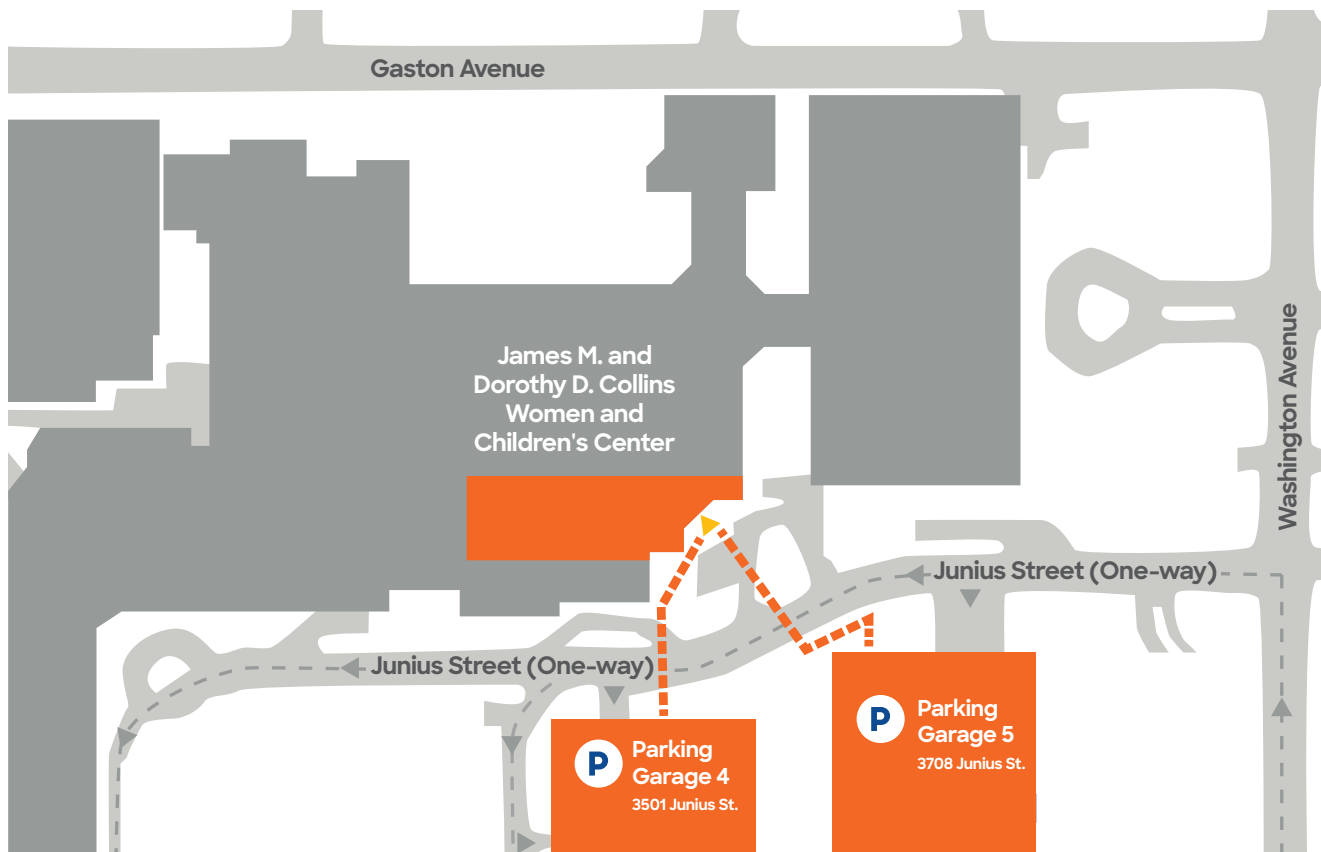 Gaston Avenue
James M. and
Dorothy D. Collins
Women and
Children's Center
Washington Avenue
Junius Street (One-way)
Junius Street (One-way)
P
Parking
Garage 5
3708 Junius St.
P
Parking
Garage 4
3501 Junius St.